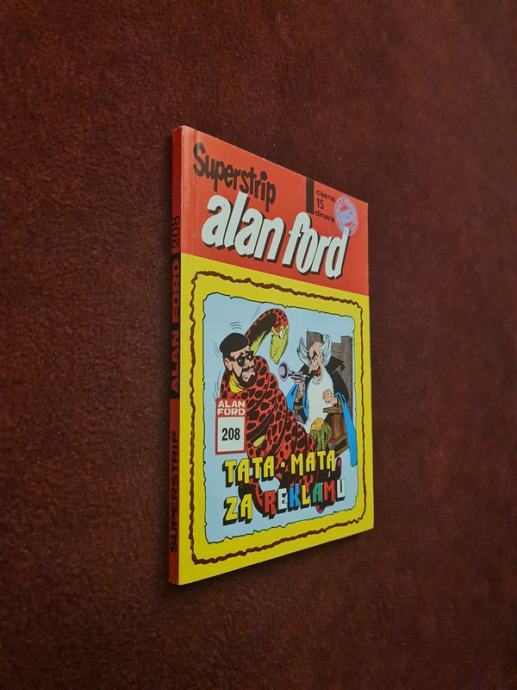 Superstrip
cijena
15
dinara
alan ford
ALAN
FORD
208
TATA-MATA
ZA REKLAMU
SUPERSTRIP ALAN FORD 208